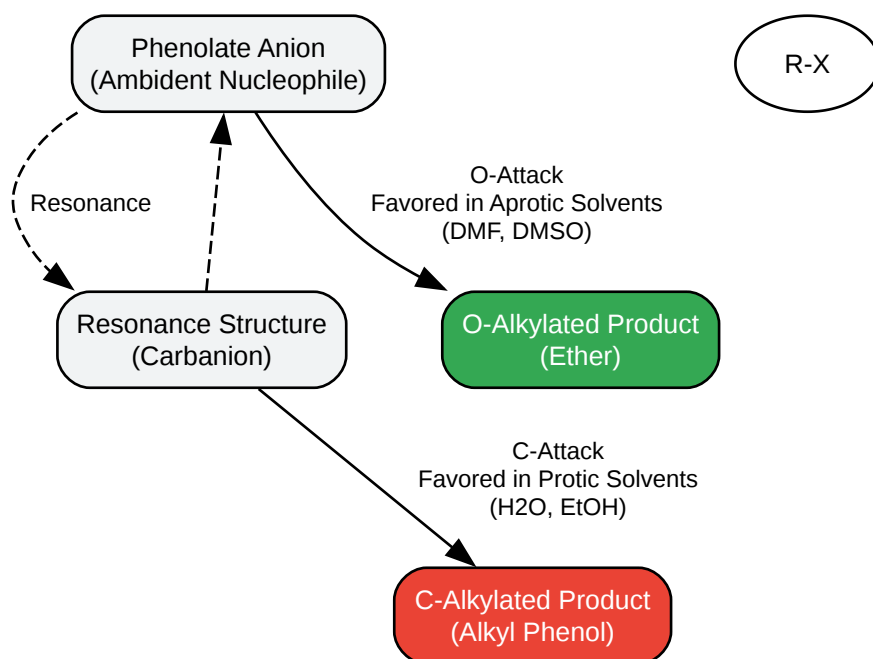 Phenolate Anion
(Ambident Nucleophile)
R-X
O-Attack
Favored in Aprotic Solvents
(DMF, DMSO)
Resonance
Resonance Structure
(Carbanion)
O-Alkylated Product
(Ether)
C-Attack
Favored in Protic Solvents
(H2O, EtOH)
C-Alkylated Product
(Alkyl Phenol)